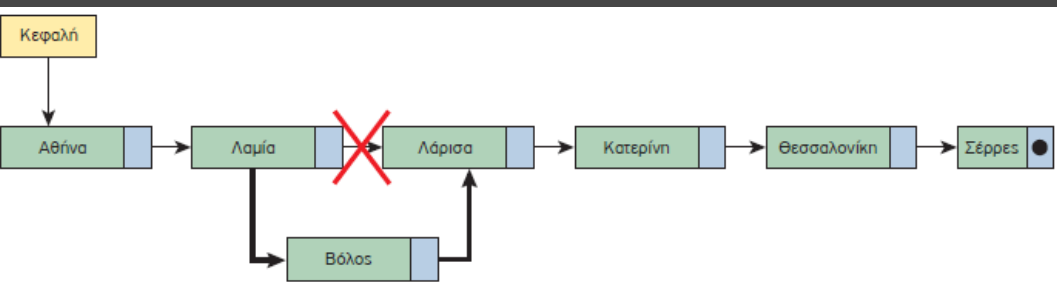 Κεφαλή
Αθήνα
Λαμία
Λάρισα
Κατερίνη
Θεσσαλονίκη
Σέρρες
Βόλος